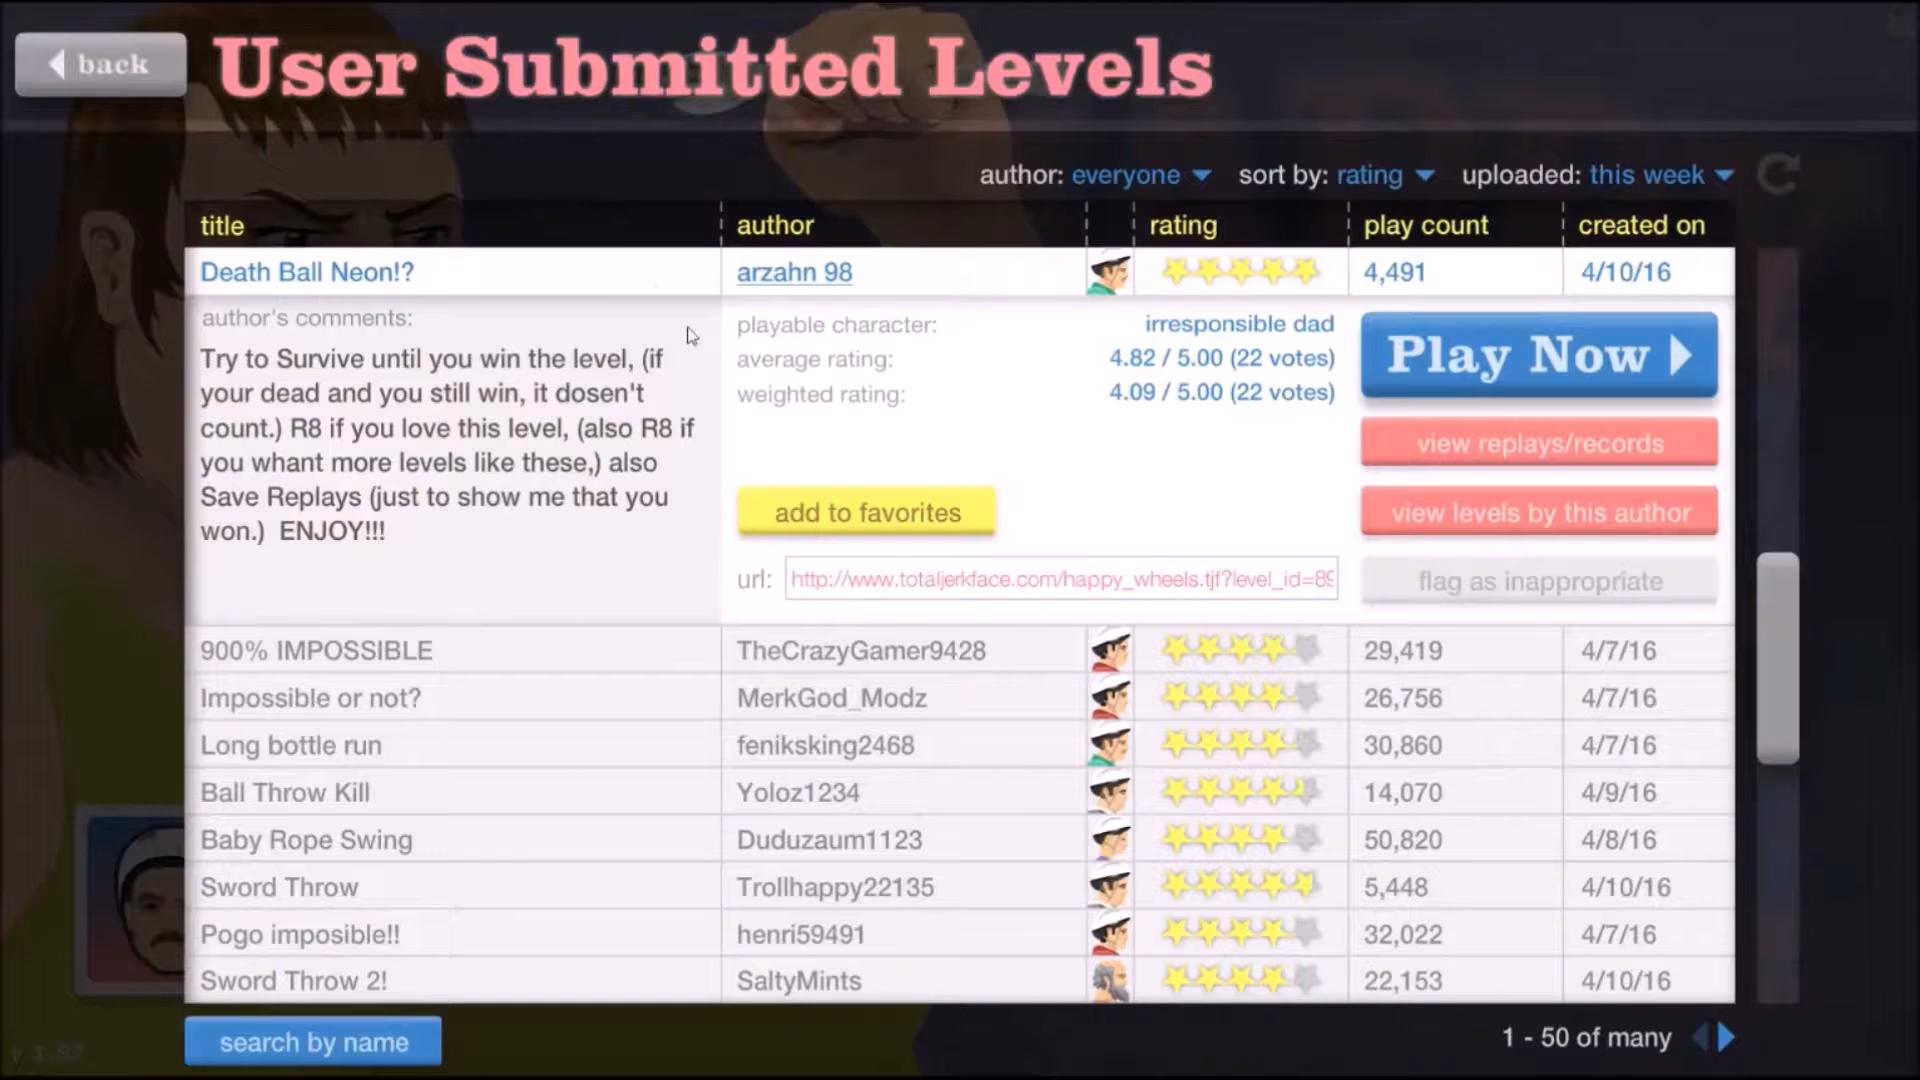 back
User Submitted Levels
author: everyone sort by: rating uploaded: this week
title author rating play count created on
Death Ball Neon!? arzahn 98 4,491 4/10/16
author's comments:
Try to Survive until you win the level, (if
your dead and you still win, it dosen't
count.) R8 if you love this level, (also R8 if
you whant more levels like these,) also
Save Replays (just to show me that you
won.) ENJOY!!!
playable character: irresponsible dad
average rating: 4.82 / 5.00 (22 votes)
weighted rating: 4.09 / 5.00 (22 votes)
add to favorites
url: http://www.totaljerkface.com/happy_wheels.tjf?level_id=89
Play Now
view replays/records
view levels by this author
flag as inappropriate
900% IMPOSSIBLE TheCrazyGamer9428 29,419 4/7/16
Impossible or not? MerkGod_Modz 26,756 4/7/16
Long bottle run feniksking2468 30,860 4/7/16
Ball Throw Kill Yoloz1234 14,070 4/9/16
Baby Rope Swing Duduzaum1123 50,820 4/8/16
Sword Throw Trollhappy22135 5,448 4/10/16
Pogo imposible!! henri59491 32,022 4/7/16
Sword Throw 2! SaltyMints 22,153 4/10/16
search by name
1 - 50 of many
v 1.87